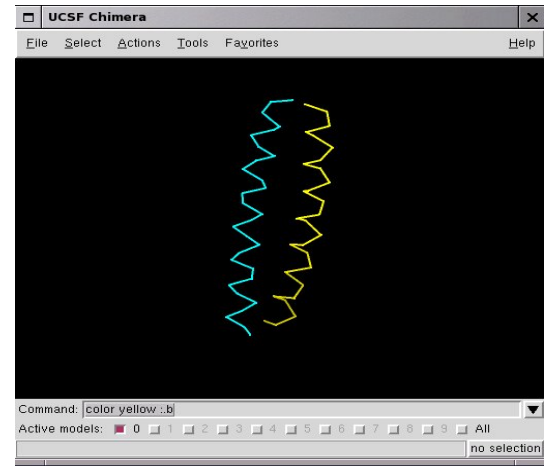 UCSF Chimera
File Select Actions Tools Favorites Help
Command: color yellow :.b
Active models: 0 1 2 3 4 5 6 7 8 9 All
no selection